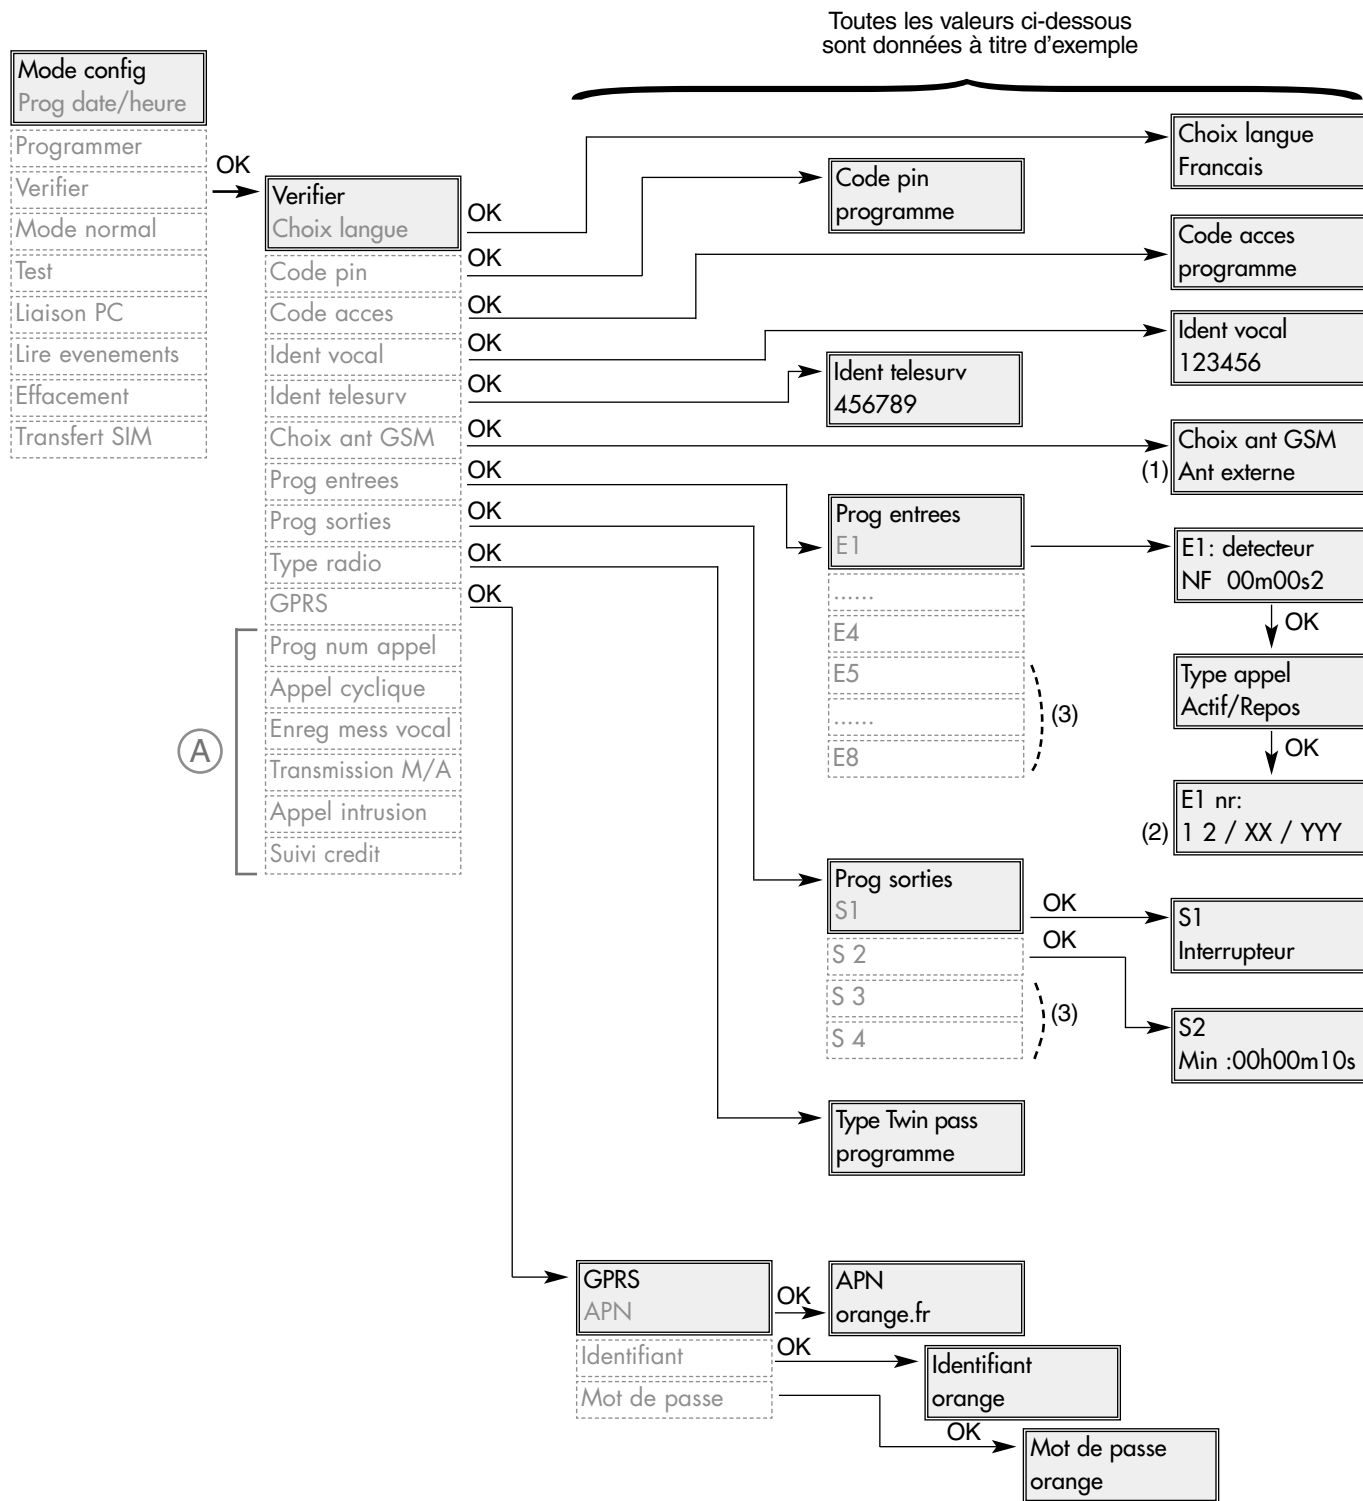 Toutes les valeurs ci-dessous
sont données à titre d'exemple
Mode config
Prog date/heure
Programmer
Verifier
Mode normal
Test
Liaison PC
Lire evenements
Effacement
Transfert SIM
OK
Verifier
Choix langue
Code pin
Code acces
Ident vocal
Ident telesurv
Choix ant GSM
Prog entrees
Prog sorties
Type radio
GPRS
Prog num appel
Appel cyclique
Enreg mess vocal
Transmission M/A
Appel intrusion
Suivi credit
A
OK
OK
OK
OK
OK
OK
OK
OK
OK
OK
Choix langue
Francais
Code pin
programme
Code acces
programme
Ident vocal
123456
Ident telesurv
456789
Choix ant GSM
(1) Ant externe
Prog entrees
E1
......
E4
E5
......
E8
(3)
E1: detecteur
NF 00m00s2
OK
Type appel
Actif/Repos
OK
E1 nr:
(2) 1 2 / XX / YYY
Prog sorties
S1
S 2
S 3
S 4
(3)
OK
OK
S1
Interrupteur
S2
Min :00h00m10s
Type Twin pass
programme
GPRS
APN
Identifiant
Mot de passe
OK
APN
orange.fr
OK
Identifiant
orange
OK
Mot de passe
orange